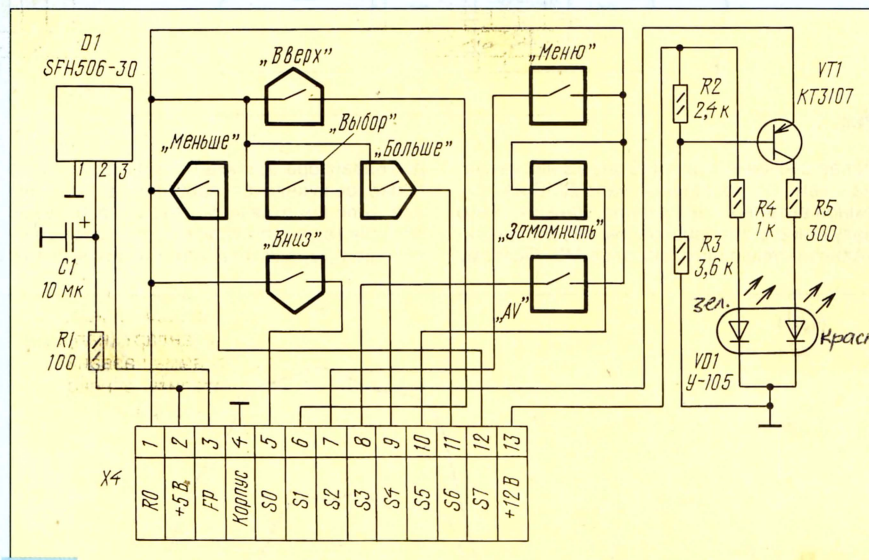 D1
SFH506-30
1 2 3
C1
10 мк
+
R1
100
„Вверх”
„Выбор”
„Меньше”
„Больше”
„Вниз”
„Меню”
„Запомнить”
„AV”
R2
2,4 к
VT1
КТ3107
R4
1 к
R5
300
R3
3,6 к
зел.
Красн
VD1
У-105
X4
1 2 3 4 5 6 7 8 9 10 11 12 13
R0
+5 В
FP
Корпус
S0
S1
S2
S3
S4
S5
S6
S7
+12 В